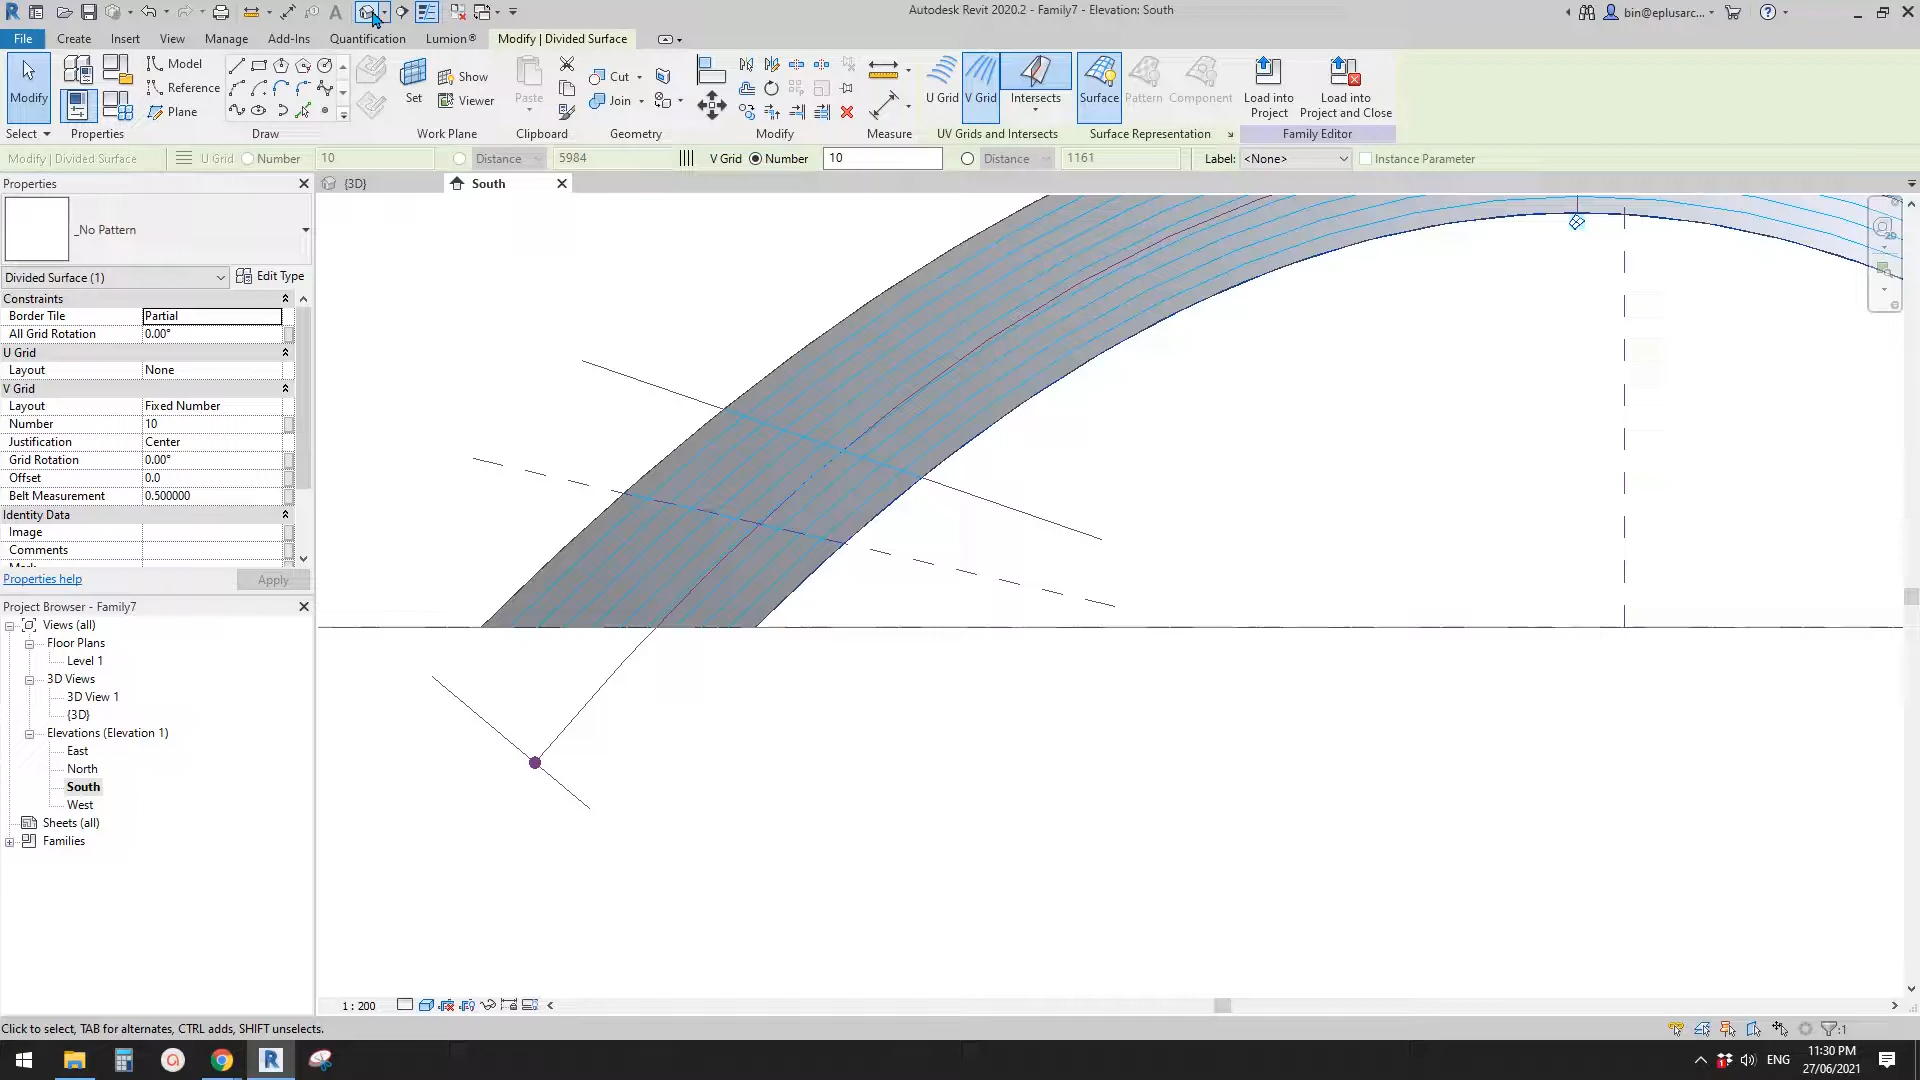 Autodesk Revit 2020.2 - Family7 - Elevation: South
bin@eplusarc...
File Create Insert View Manage Add-Ins Quantification Lumion® Modify | Divided Surface
Modify
Model
Reference
Plane
Set
Show
Viewer
Paste
Cut
Join
U Grid V Grid Intersects
Surface Pattern Component
Load into Project
Load into Project and Close
Select Properties Draw Work Plane Clipboard Geometry Modify Measure UV Grids and Intersects Surface Representation Family Editor
Modify | Divided Surface U Grid Number 10 Distance 5984 V Grid Number 10 Distance 1161 Label: <None> Instance Parameter
Properties
{3D} South
_No Pattern
Divided Surface (1) Edit Type
Constraints
Border Tile Partial
All Grid Rotation 0.00°
U Grid
Layout None
V Grid
Layout Fixed Number
Number 10
Justification Center
Grid Rotation 0.00°
Offset 0.0
Belt Measurement 0.500000
Identity Data
Image
Comments
Properties help Apply
Project Browser - Family7
Views (all)
Floor Plans
Level 1
3D Views
3D View 1
{3D}
Elevations (Elevation 1)
East
North
South
West
Sheets (all)
Families
1 : 200
Click to select, TAB for alternates, CTRL adds, SHIFT unselects.
:1
ENG
11:30 PM
27/06/2021